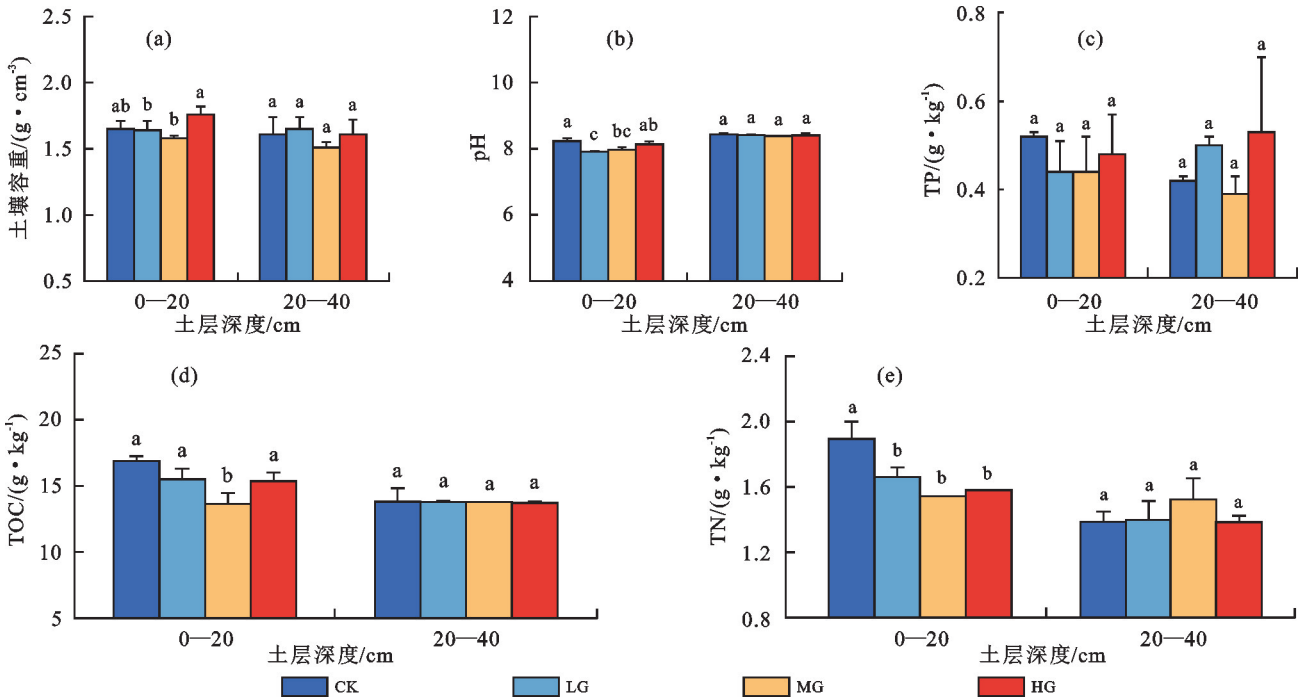 (a)
土壤容重/(g·cm⁻³)
2.5
2.0
1.5
1.0
0.5
ab b b a
a a a a
0—20 20—40
土层深度/cm
(b)
pH
12
10
8
6
4
a c bc ab
a a a a
0—20 20—40
土层深度/cm
(c)
TP/(g·kg⁻¹)
0.8
0.6
0.4
0.2
a a a a
a a a a
0—20 20—40
土层深度/cm
(d)
TOC/(g·kg⁻¹)
25
20
15
10
5
a a b a
a a a a
0—20 20—40
土层深度/cm
(e)
TN/(g·kg⁻¹)
2.4
2.0
1.6
1.2
0.8
a b b b
a a a a
0—20 20—40
土层深度/cm
CK LG MG HG